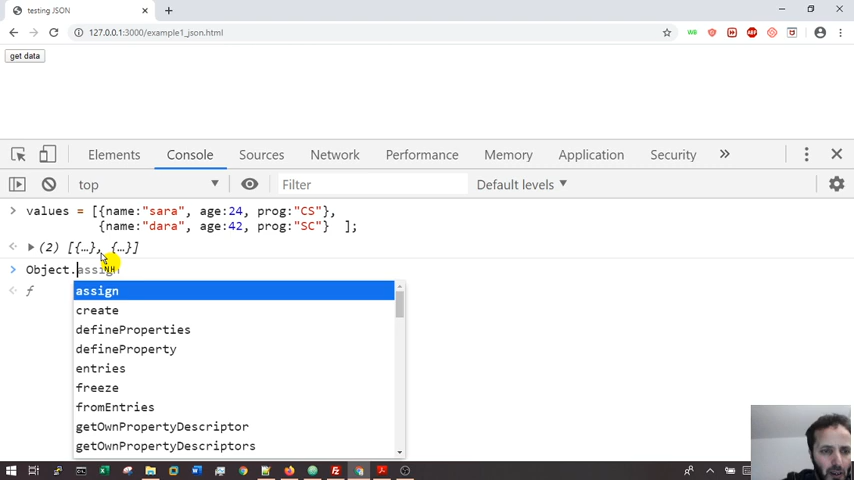 testing JSON
127.0.0.1:3000/example1_json.html
get data
Elements Console Sources Network Performance Memory Application Security
top Filter Default levels
values = [{name:"sara", age:24, prog:"CS"},
{name:"dara", age:42, prog:"SC"} ];
(2) [{…}, {…}]
Object.assign
f
assign
create
defineProperties
defineProperty
entries
freeze
fromEntries
getOwnPropertyDescriptor
getOwnPropertyDescriptors